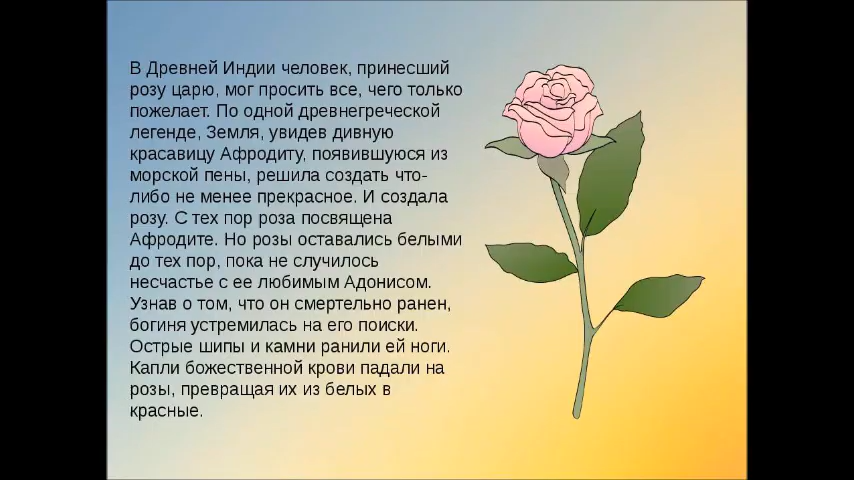 В Древней Индии человек, принесший
розу царю, мог просить все, чего только
пожелает. По одной древнегреческой
легенде, Земля, увидев дивную
красавицу Афродиту, появившуюся из
морской пены, решила создать что-
либо не менее прекрасное. И создала
розу. С тех пор роза посвящена
Афродите. Но розы оставались белыми
до тех пор, пока не случилось
несчастье с ее любимым Адонисом.
Узнав о том, что он смертельно ранен,
богиня устремилась на его поиски.
Острые шипы и камни ранили ей ноги.
Капли божественной крови падали на
розы, превращая их из белых в
красные.